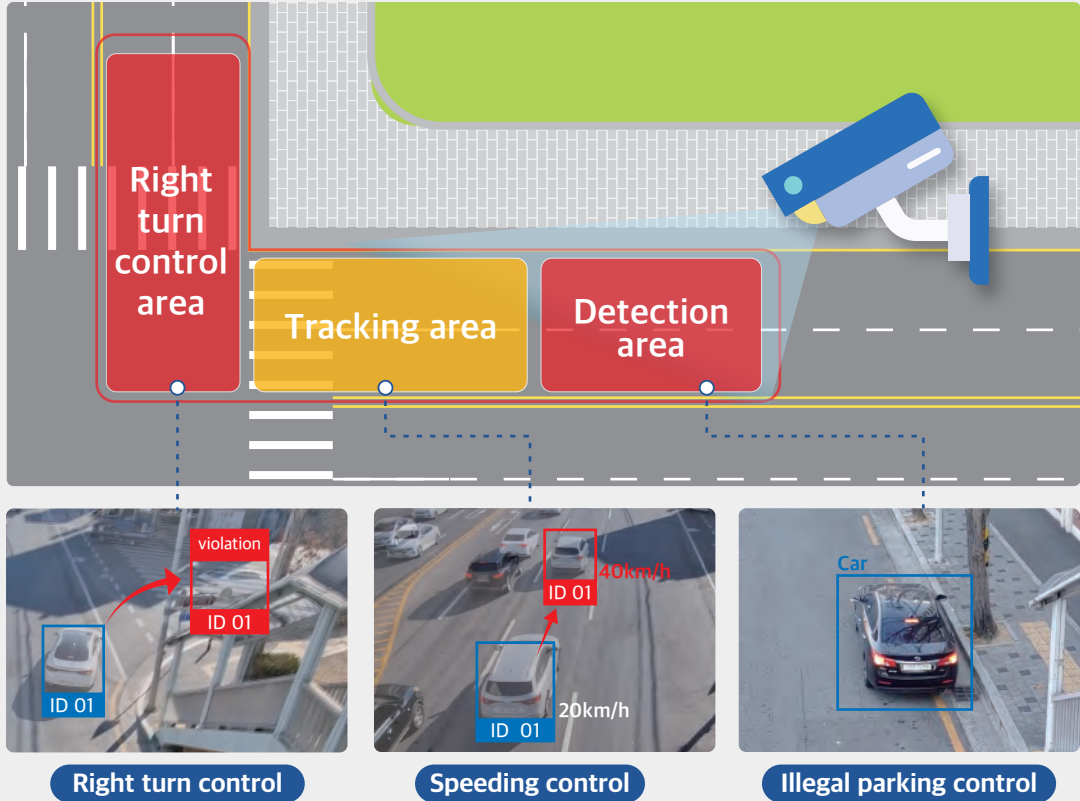 Right
turn
control
area
Tracking area
Detection
area
violation
ID 01
ID 01
40km/h
ID 01
20km/h
ID 01
Car
Right turn control
Speeding control
Illegal parking control